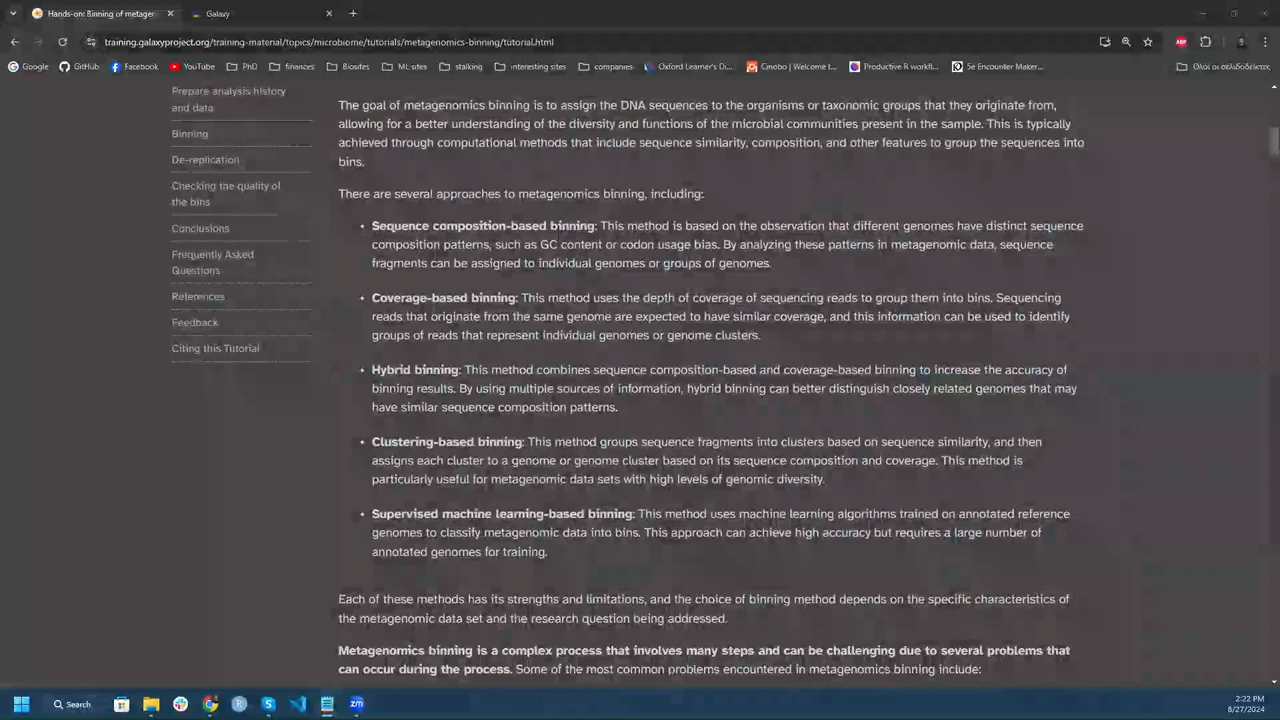 Hands-on: Binning of metagen
Galaxy
training.galaxyproject.org/training-material/topics/microbiome/tutorials/metagenomics-binning/tutorial.html
Google
GitHub
Facebook
YouTube
PhD
finances
Biosites
ML sites
stalking
interesting sites
companies
Oxford Learner's Di...
Cmobo | Welcome t...
Productive R workfl...
5e Encounter Maker...
Όλοι οι σελιδοδείκτες
Prepare analysis history
and data
Binning
De-replication
Checking the quality of
the bins
Conclusions
Frequently Asked
Questions
References
Feedback
Citing this Tutorial
The goal of metagenomics binning is to assign the DNA sequences to the organisms or taxonomic groups that they originate from,
allowing for a better understanding of the diversity and functions of the microbial communities present in the sample. This is typically
achieved through computational methods that include sequence similarity, composition, and other features to group the sequences into
bins.
There are several approaches to metagenomics binning, including:
• Sequence composition-based binning: This method is based on the observation that different genomes have distinct sequence
composition patterns, such as GC content or codon usage bias. By analyzing these patterns in metagenomic data, sequence
fragments can be assigned to individual genomes or groups of genomes.
• Coverage-based binning: This method uses the depth of coverage of sequencing reads to group them into bins. Sequencing
reads that originate from the same genome are expected to have similar coverage, and this information can be used to identify
groups of reads that represent individual genomes or genome clusters.
• Hybrid binning: This method combines sequence composition-based and coverage-based binning to increase the accuracy of
binning results. By using multiple sources of information, hybrid binning can better distinguish closely related genomes that may
have similar sequence composition patterns.
• Clustering-based binning: This method groups sequence fragments into clusters based on sequence similarity, and then
assigns each cluster to a genome or genome cluster based on its sequence composition and coverage. This method is
particularly useful for metagenomic data sets with high levels of genomic diversity.
• Supervised machine learning-based binning: This method uses machine learning algorithms trained on annotated reference
genomes to classify metagenomic data into bins. This approach can achieve high accuracy but requires a large number of
annotated genomes for training.
Each of these methods has its strengths and limitations, and the choice of binning method depends on the specific characteristics of
the metagenomic data set and the research question being addressed.
Metagenomics binning is a complex process that involves many steps and can be challenging due to several problems that
can occur during the process. Some of the most common problems encountered in metagenomics binning include:
Search
zm
2:22 PM
8/27/2024